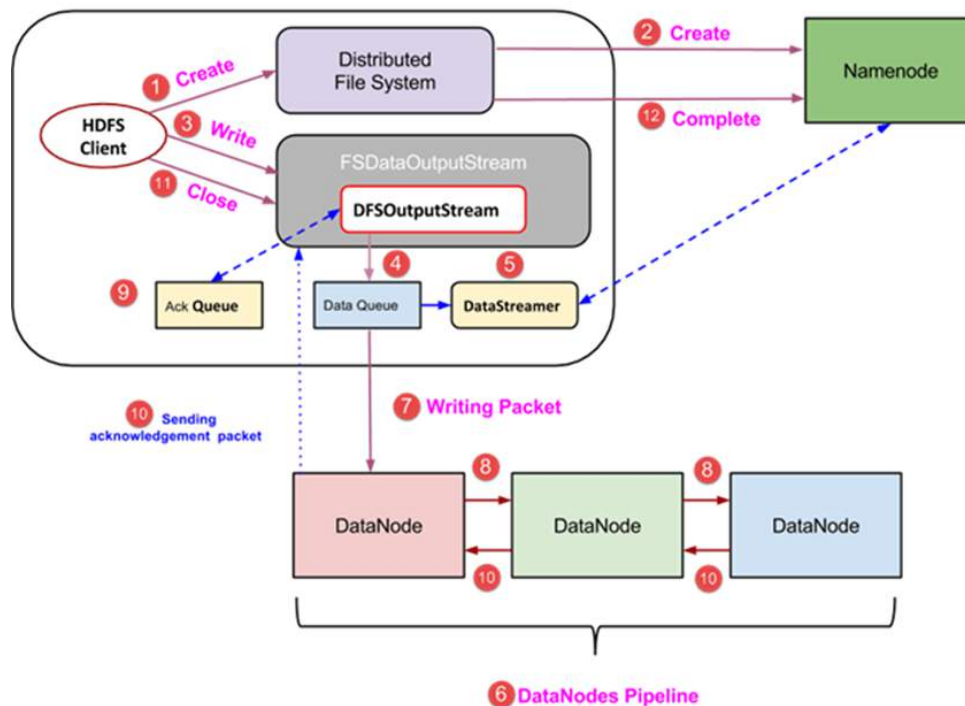 2 Create
Distributed
File System
Namenode
1 Create
12 Complete
HDFS
Client
3 Write
FSDataOutputStream
11 Close
DFSOutputStream
4
5
9
Ack Queue
Data Queue
DataStreamer
7 Writing Packet
10 Sending
acknowledgement packet
8
8
DataNode
DataNode
DataNode
10
10
6 DataNodes Pipeline